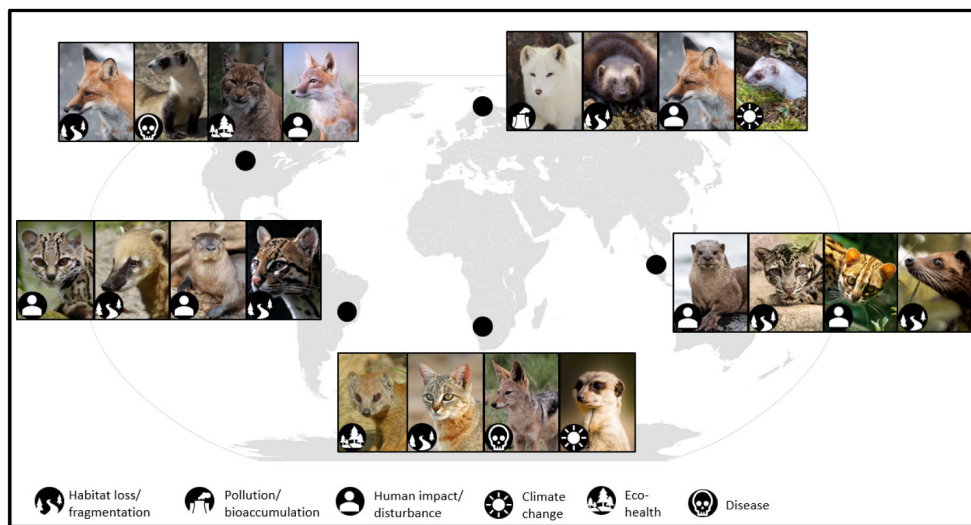 Habitat loss/
fragmentation
Pollution/
bioaccumulation
Human impact/
disturbance
Climate
change
Eco-
health
Disease